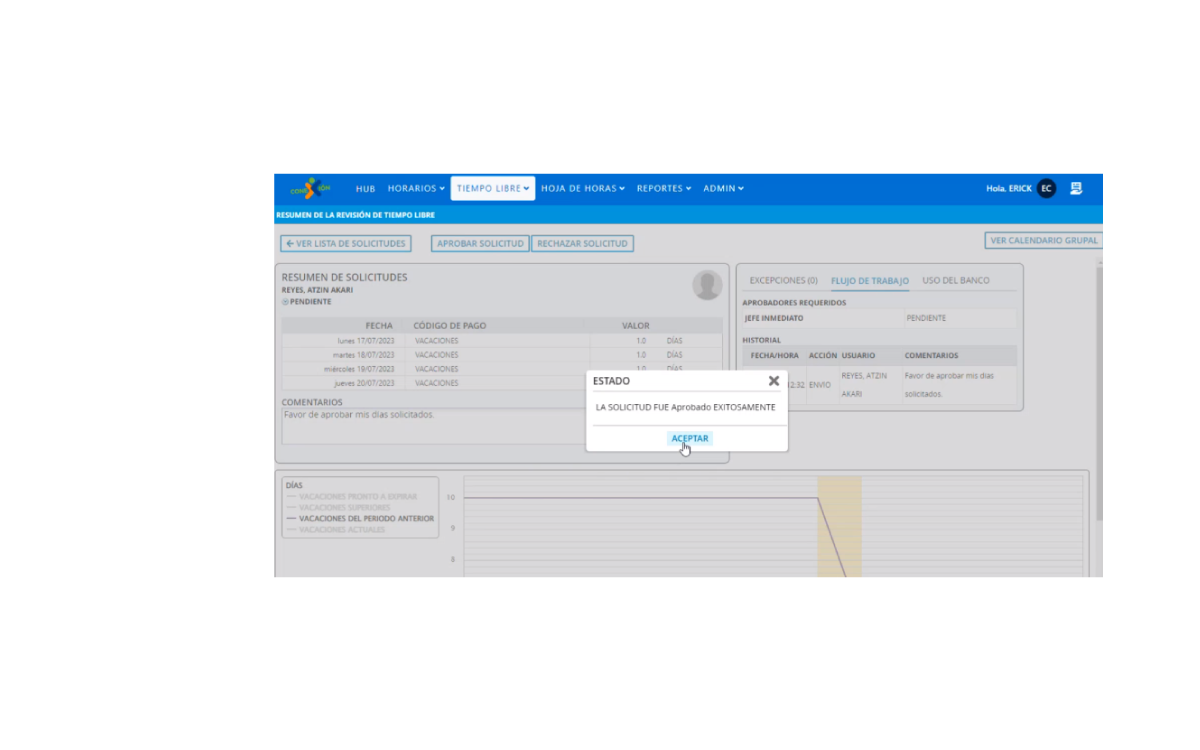 HUB HORARIOS TIEMPO LIBRE HOJA DE HORAS REPORTES ADMIN Hola, ERICK EC
RESUMEN DE LA REVISIÓN DE TIEMPO LIBRE
VER LISTA DE SOLICITUDES APROBAR SOLICITUD RECHAZAR SOLICITUD VER CALENDARIO GRUPAL
RESUMEN DE SOLICITUDES
REYES, ATZIN AKARI
PENDIENTE
FECHA CÓDIGO DE PAGO VALOR
lunes 17/07/2023 VACACIONES 1.0 DÍAS
martes 18/07/2023 VACACIONES 1.0 DÍAS
miércoles 19/07/2023 VACACIONES 1.0 DÍAS
jueves 20/07/2023 VACACIONES
COMENTARIOS
Favor de aprobar mis días solicitados.
EXCEPCIONES (0) FLUJO DE TRABAJO USO DEL BANCO
APROBADORES REQUERIDOS
JEFE INMEDIATO PENDIENTE
HISTORIAL
FECHA/HORA ACCIÓN USUARIO COMENTARIOS
12:32 ENVIO REYES, ATZIN AKARI Favor de aprobar mis días solicitados.
ESTADO
LA SOLICITUD FUE Aprobado EXITOSAMENTE
ACEPTAR
DÍAS
VACACIONES PRONTO A EXPIRAR
VACACIONES SUPERIORES
VACACIONES DEL PERIODO ANTERIOR
VACACIONES ACTUALES
10
9
8